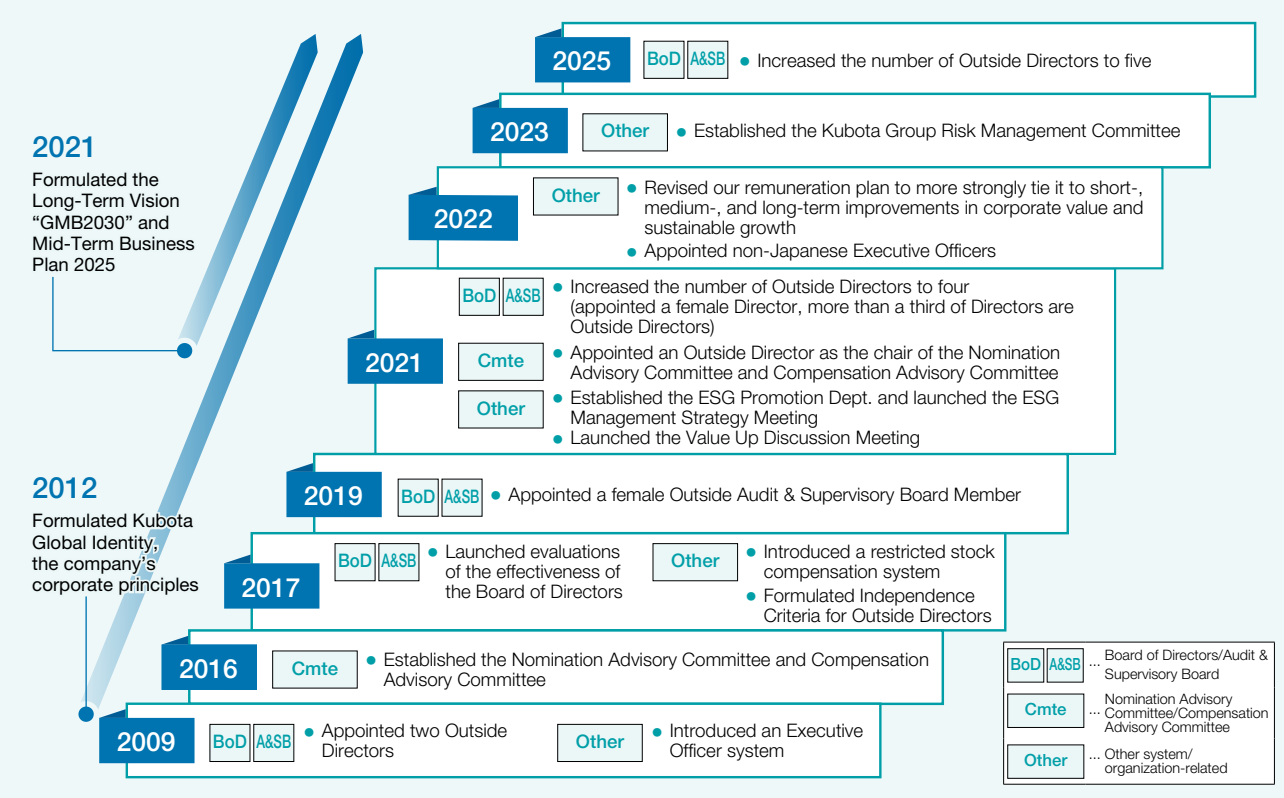 2025
BoD A&SB
• Increased the number of Outside Directors to five
2023
Other
• Established the Kubota Group Risk Management Committee
2022
Other
• Revised our remuneration plan to more strongly tie it to short-,
medium-, and long-term improvements in corporate value and
sustainable growth
• Appointed non-Japanese Executive Officers
2021
Formulated the
Long-Term Vision
“GMB2030” and
Mid-Term Business
Plan 2025
2021
BoD A&SB
• Increased the number of Outside Directors to four
(appointed a female Director, more than a third of Directors are
Outside Directors)
Cmte
• Appointed an Outside Director as the chair of the Nomination
Advisory Committee and Compensation Advisory Committee
Other
• Established the ESG Promotion Dept. and launched the ESG
Management Strategy Meeting
• Launched the Value Up Discussion Meeting
2019
BoD A&SB
• Appointed a female Outside Audit & Supervisory Board Member
2012
Formulated Kubota
Global Identity,
the company’s
corporate principles
2017
BoD A&SB
• Launched evaluations
of the effectiveness of
the Board of Directors
Other
• Introduced a restricted stock
compensation system
• Formulated Independence
Criteria for Outside Directors
2016
Cmte
• Established the Nomination Advisory Committee and Compensation
Advisory Committee
2009
BoD A&SB
• Appointed two Outside
Directors
Other
• Introduced an Executive
Officer system
BoD A&SB ... Board of Directors/Audit &
Supervisory Board
Cmte ... Nomination Advisory
Committee/Compensation
Advisory Committee
Other ... Other system/
organization-related